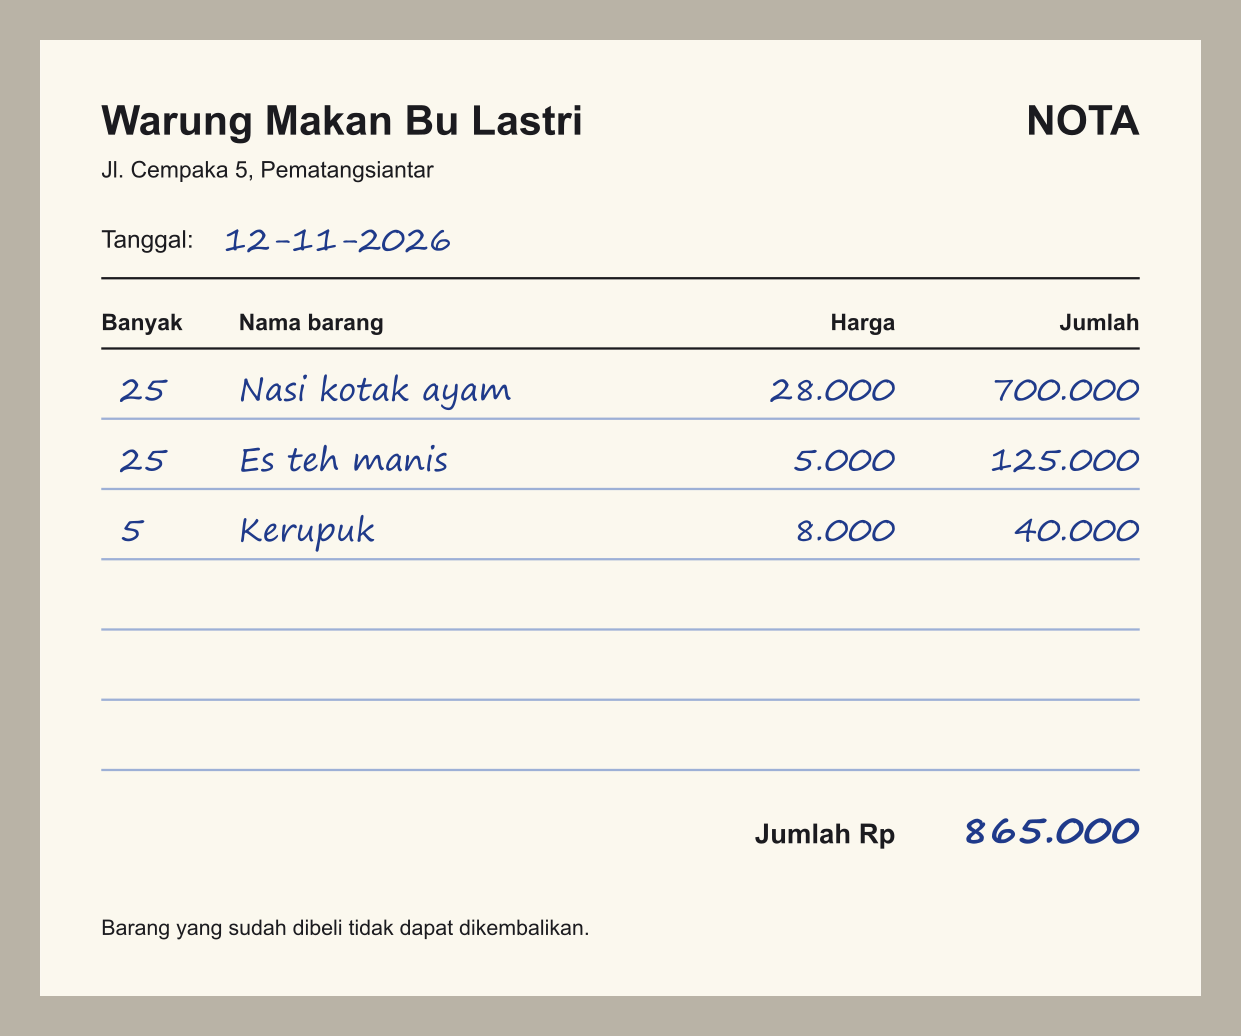 Warung Makan Bu Lastri NOTA
Jl. Cempaka 5, Pematangsiantar
Tanggal: 12-11-2026
Banyak Nama barang Harga Jumlah
25 Nasi kotak ayam 28.000 700.000
25 Es teh manis 5.000 125.000
5 Kerupuk 8.000 40.000
Jumlah Rp 865.000
Barang yang sudah dibeli tidak dapat dikembalikan.